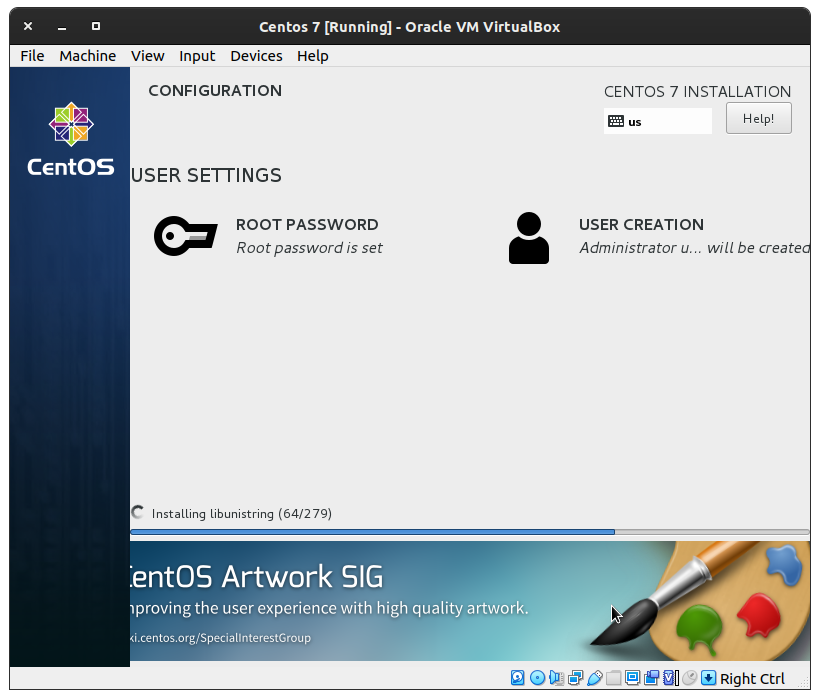 Centos 7 [Running] - Oracle VM VirtualBox
File Machine View Input Devices Help
CentOS
CONFIGURATION
CENTOS 7 INSTALLATION
us
Help!
USER SETTINGS
ROOT PASSWORD
Root password is set
USER CREATION
Administrator u... will be created
Installing libunistring (64/279)
CentOS Artwork SIG
mproving the user experience with high quality artwork.
ki.centos.org/SpecialInterestGroup
Right Ctrl